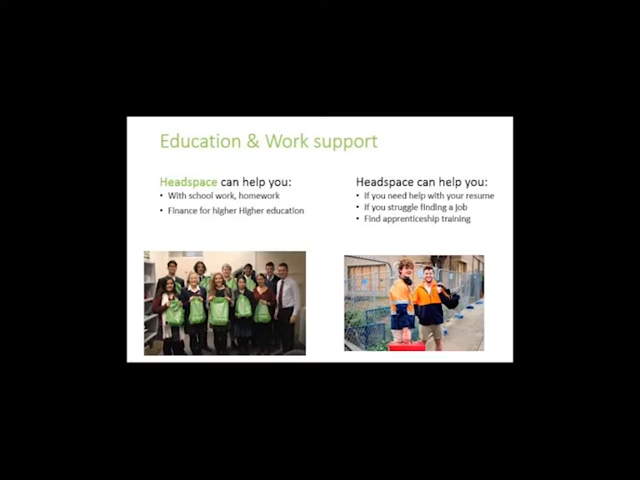 Education & Work support
Headspace can help you:
• With school work, homework
• Finance for higher Higher education
Headspace can help you:
• If you need help with your resume
• If you struggle finding a job
• Find apprenticeship training